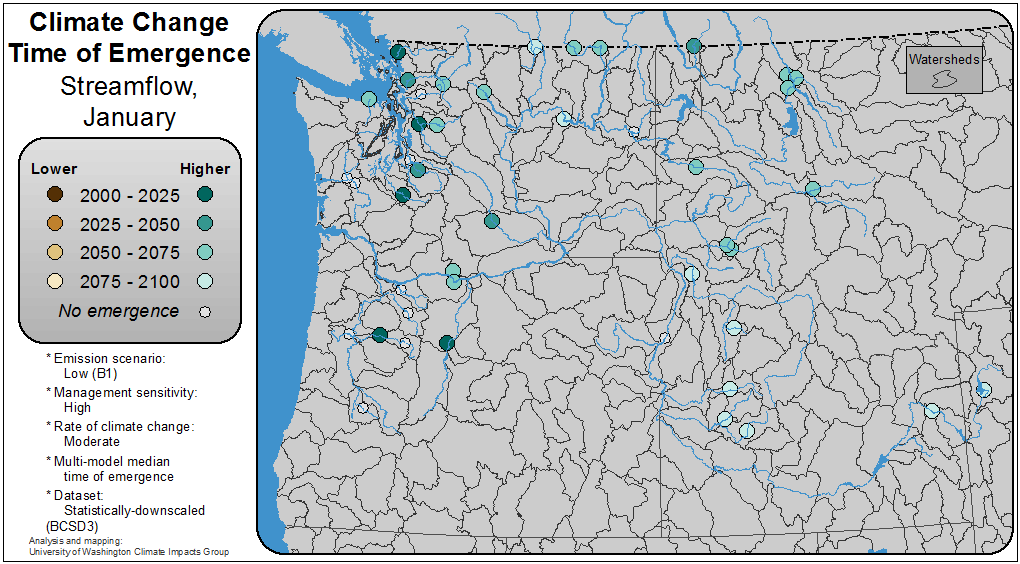 Climate Change
Time of Emergence
Streamflow,
January
Lower Higher
2000 - 2025
2025 - 2050
2050 - 2075
2075 - 2100
No emergence
* Emission scenario:
Low (B1)
* Management sensitivity:
High
* Rate of climate change:
Moderate
* Multi-model median
time of emergence
* Dataset:
Statistically-downscaled
(BCSD3)
Analysis and mapping:
University of Washington Climate Impacts Group
Watersheds